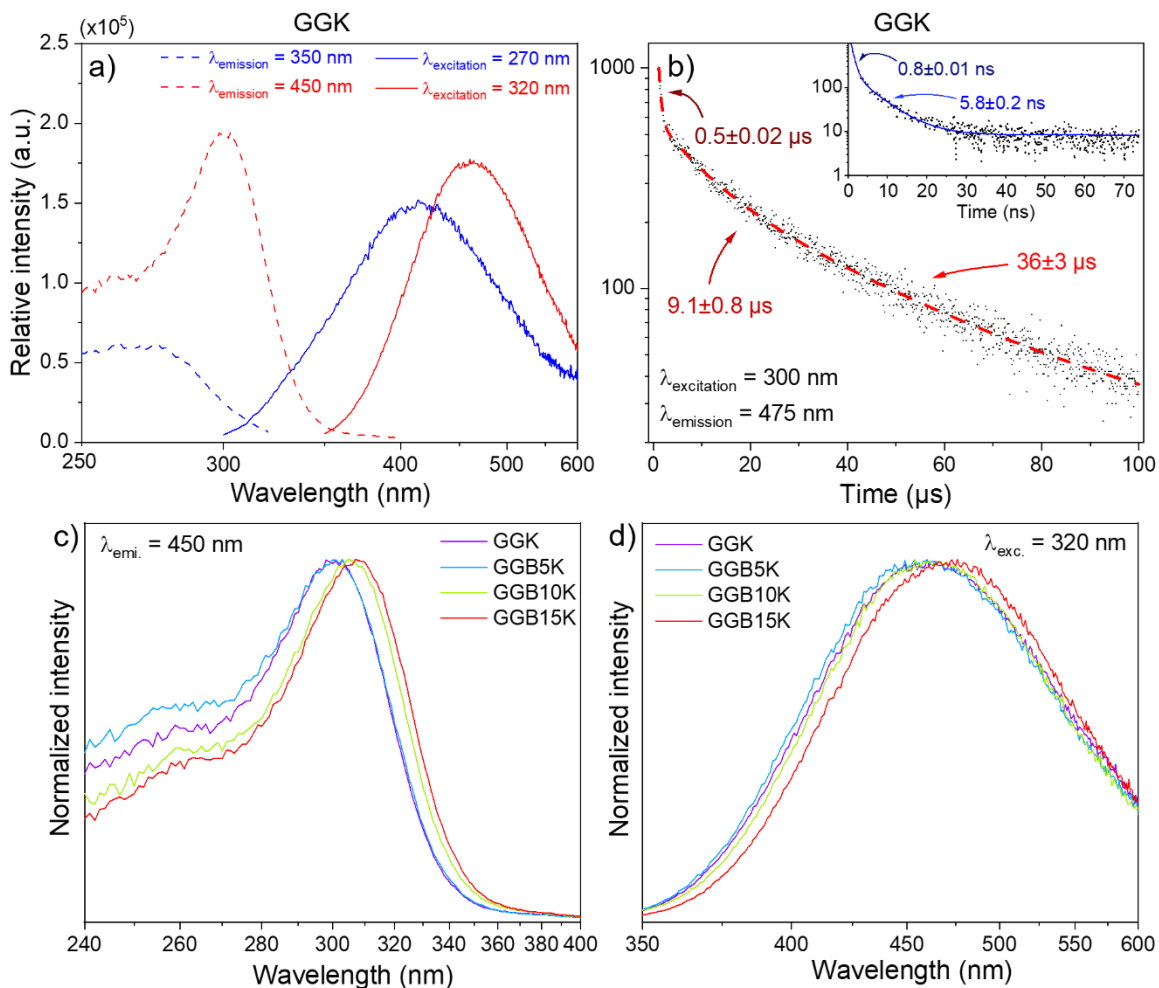 GGK
(x10⁵)
a)
λemission = 350 nm
λexcitation = 270 nm
λemission = 450 nm
λexcitation = 320 nm
2.5
2.0
1.5
1.0
0.5
0.0
Relative intensity (a.u.)
250
300
400
500
600
Wavelength (nm)
GGK
b)
1000
100
0.5±0.02 µs
9.1±0.8 µs
36±3 µs
λexcitation = 300 nm
λemission = 475 nm
0
20
40
60
80
100
Time (µs)
100
10
1
0.8±0.01 ns
5.8±0.2 ns
0
10
20
30
40
50
60
70
Time (ns)
c)
λemi. = 450 nm
GGK
GGB5K
GGB10K
GGB15K
Normalized intensity
240
260
280
300
320
340
360
380
400
Wavelength (nm)
d)
λexc. = 320 nm
GGK
GGB5K
GGB10K
GGB15K
Normalized intensity
350
400
450
500
550
600
Wavelength (nm)